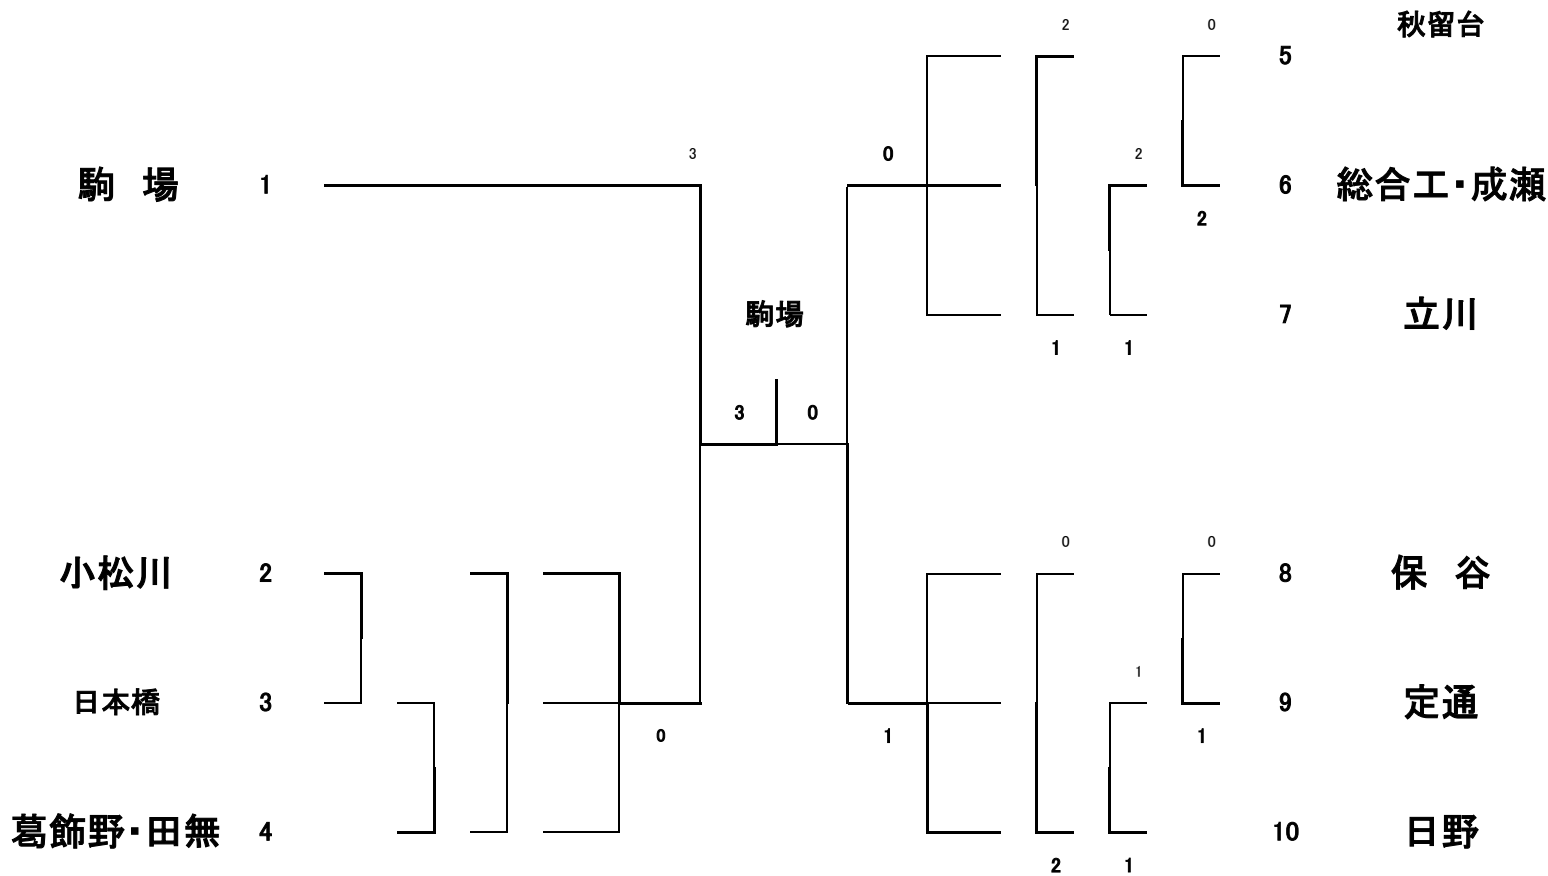 2 0 秋留台
5
3 0 2
駒　場 1 6 総合工・成瀬
2
駒場 7 立川
1 1
3 0
0 0
小松川 2 8 保　谷
1
日本橋 3 9 定通
0 1 1
葛飾野・田無 4 10 日野
2 1